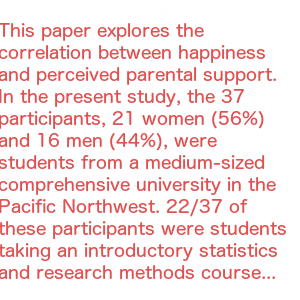 This paper explores the
correlation between happiness
and perceived parental support.
In the present study, the 37
participants, 21 women (56%)
and 16 men (44%), were
students from a medium-sized
comprehensive university in the
Pacific Northwest. 22/37 of
these participants were students
taking an introductory statistics
and research methods course...